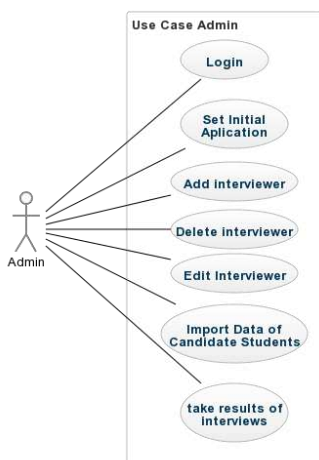 Use Case Admin
Login
Set Initial
Aplication
Add interviewer
Delete interviewer
Admin
Edit Interviewer
Import Data of
Candidate Students
take results of
interviews